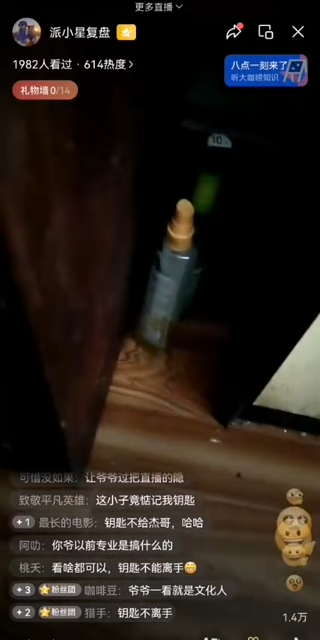 更多直播
派小星复盘
1982人看过 · 614热度
八点一刻来了
听大咖唠知识
礼物墙0/14
10
可惜没如果：让爷爷过把直播的隐
致敬平凡英雄：这小子竟惦记我钥匙
+1 最长的电影：钥匙不给杰哥，哈哈
阿叻：你爷以前专业是搞什么的
桃夭：看啥都可以，钥匙不能离手
+3 粉丝团 咖啡豆：爷爷一看就是文化人
+2 粉丝团 猎手：钥匙不离手
1.4万